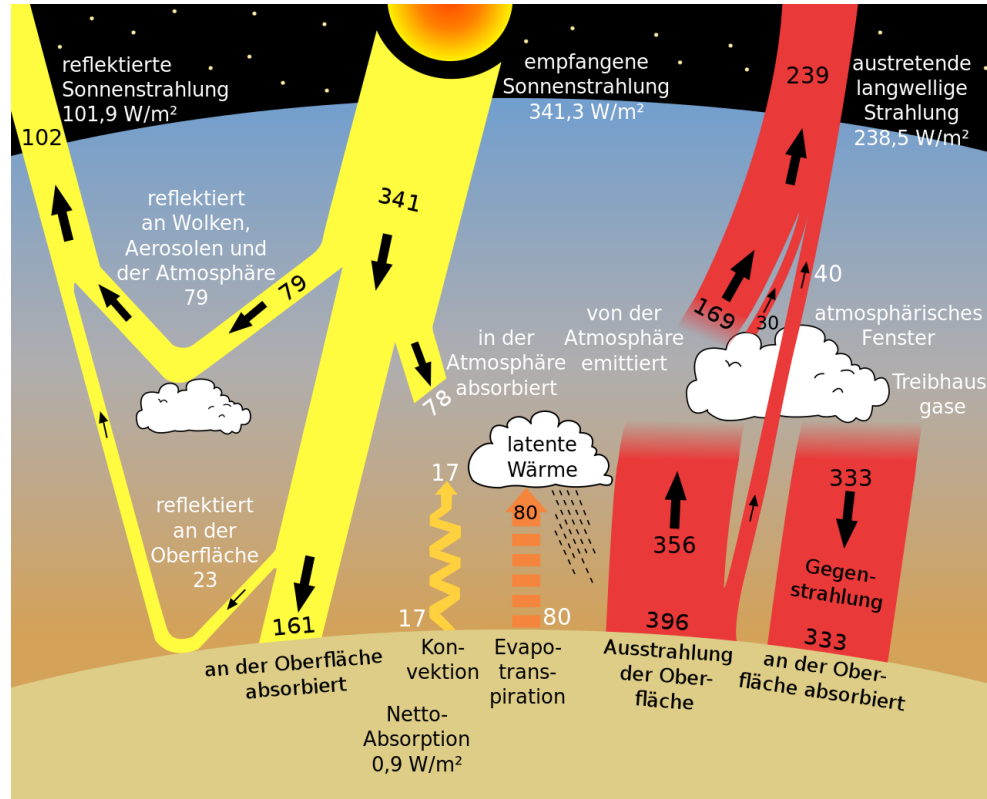 reflektierte
Sonnenstrahlung
101,9 W/m²
empfangene
Sonnenstrahlung
341,3 W/m²
239
austretende
langwellige
Strahlung
238,5 W/m²
102
341
reflektiert
an Wolken,
Aerosolen und
der Atmosphäre
79
79
78
in der
Atmosphäre
absorbiert
von der
Atmosphäre
emittiert
169
30
40
atmosphärisches
Fenster
Treibhaus-
gase
latente
Wärme
17
80
333
356
Gegen-
strahlung
reflektiert
an der
Oberfläche
23
161
17
80
396
333
an der Oberfläche
absorbiert
Kon-
vektion
Evapo-
trans-
piration
Ausstrahlung
der Ober-
fläche
an der Ober-
fläche absorbiert
Netto-
Absorption
0,9 W/m²